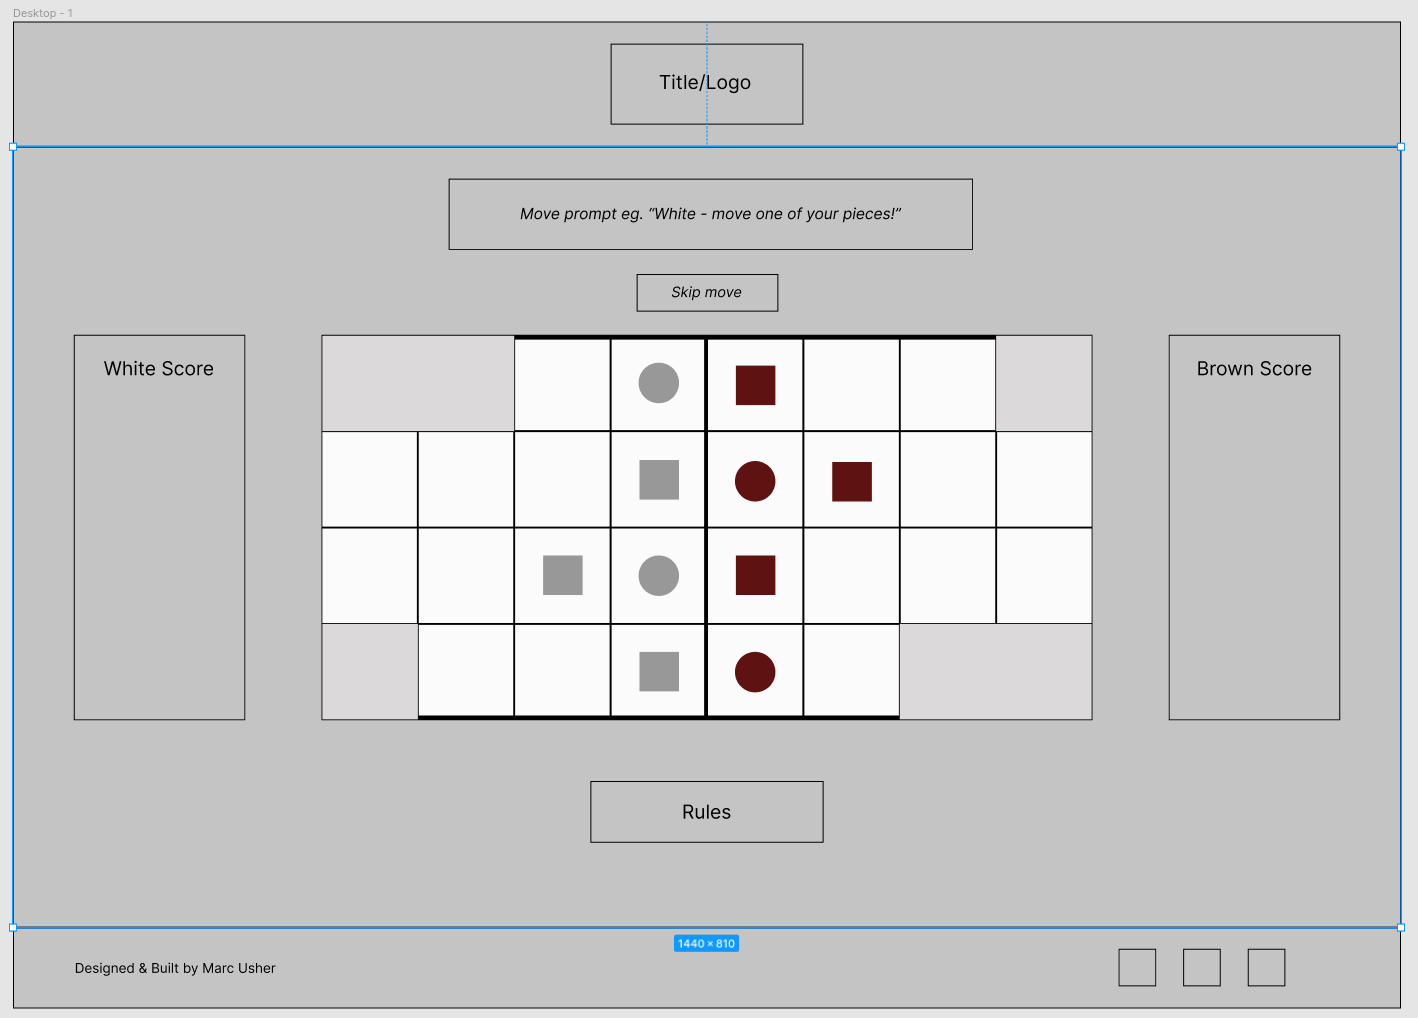 Desktop - 1
Title/Logo
Move prompt eg. “White - move one of your pieces!”
Skip move
White Score
Brown Score
Rules
1440 × 810
Designed & Built by Marc Usher